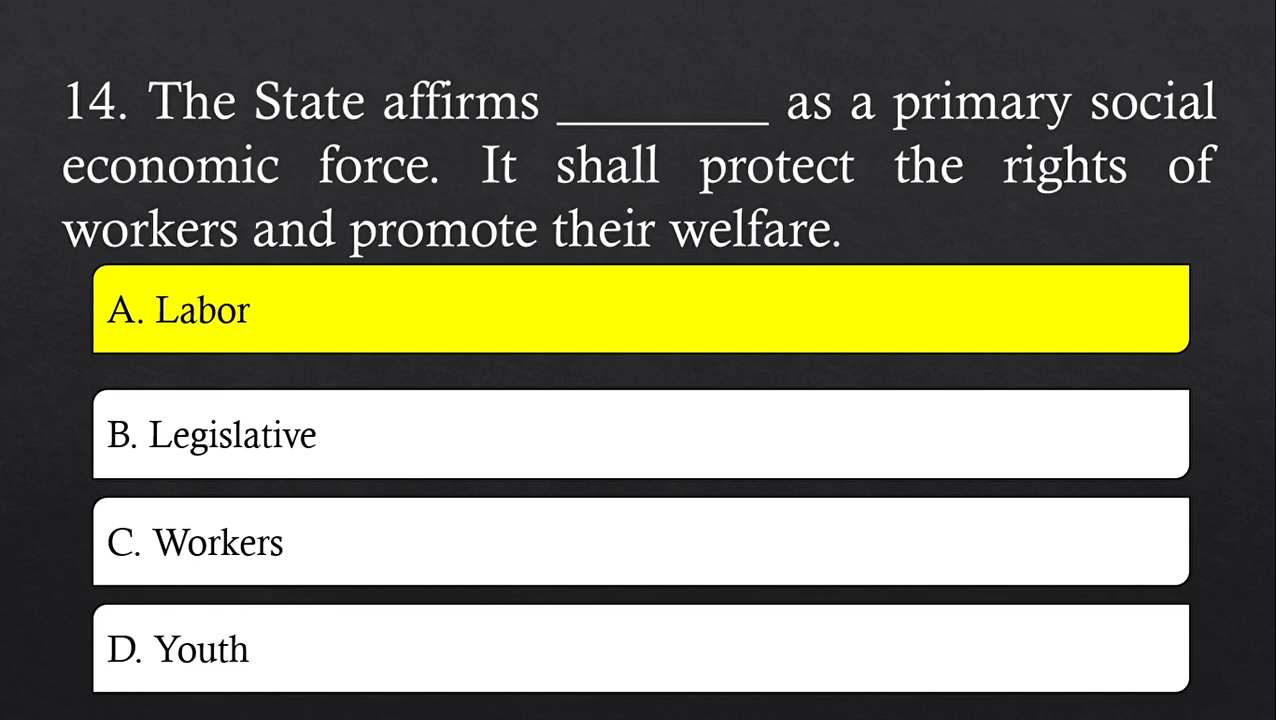 14. The State affirms ________ as a primary social
economic force. It shall protect the rights of
workers and promote their welfare.
A. Labor
B. Legislative
C. Workers
D. Youth